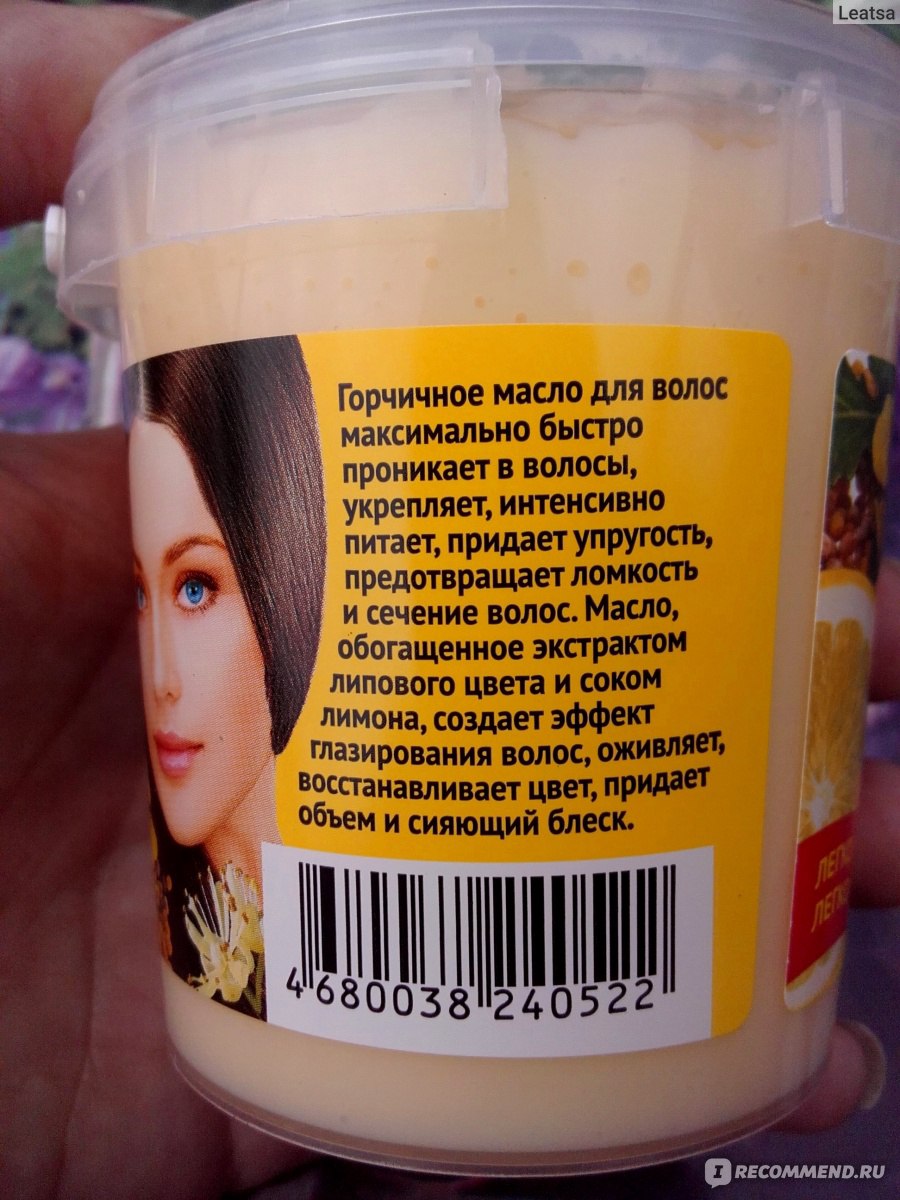 Leatsa
Горчичное масло для волос
максимально быстро
проникает в волосы,
укрепляет, интенсивно
питает, придает упругость,
предотвращает ломкость
и сечение волос. Масло,
обогащенное экстрактом
липового цвета и соком
лимона, создает эффект
глазирования волос, оживляет,
восстанавливает цвет, придает
объем и сияющий блеск.
4 680038 240522
I RECOMMEND.RU